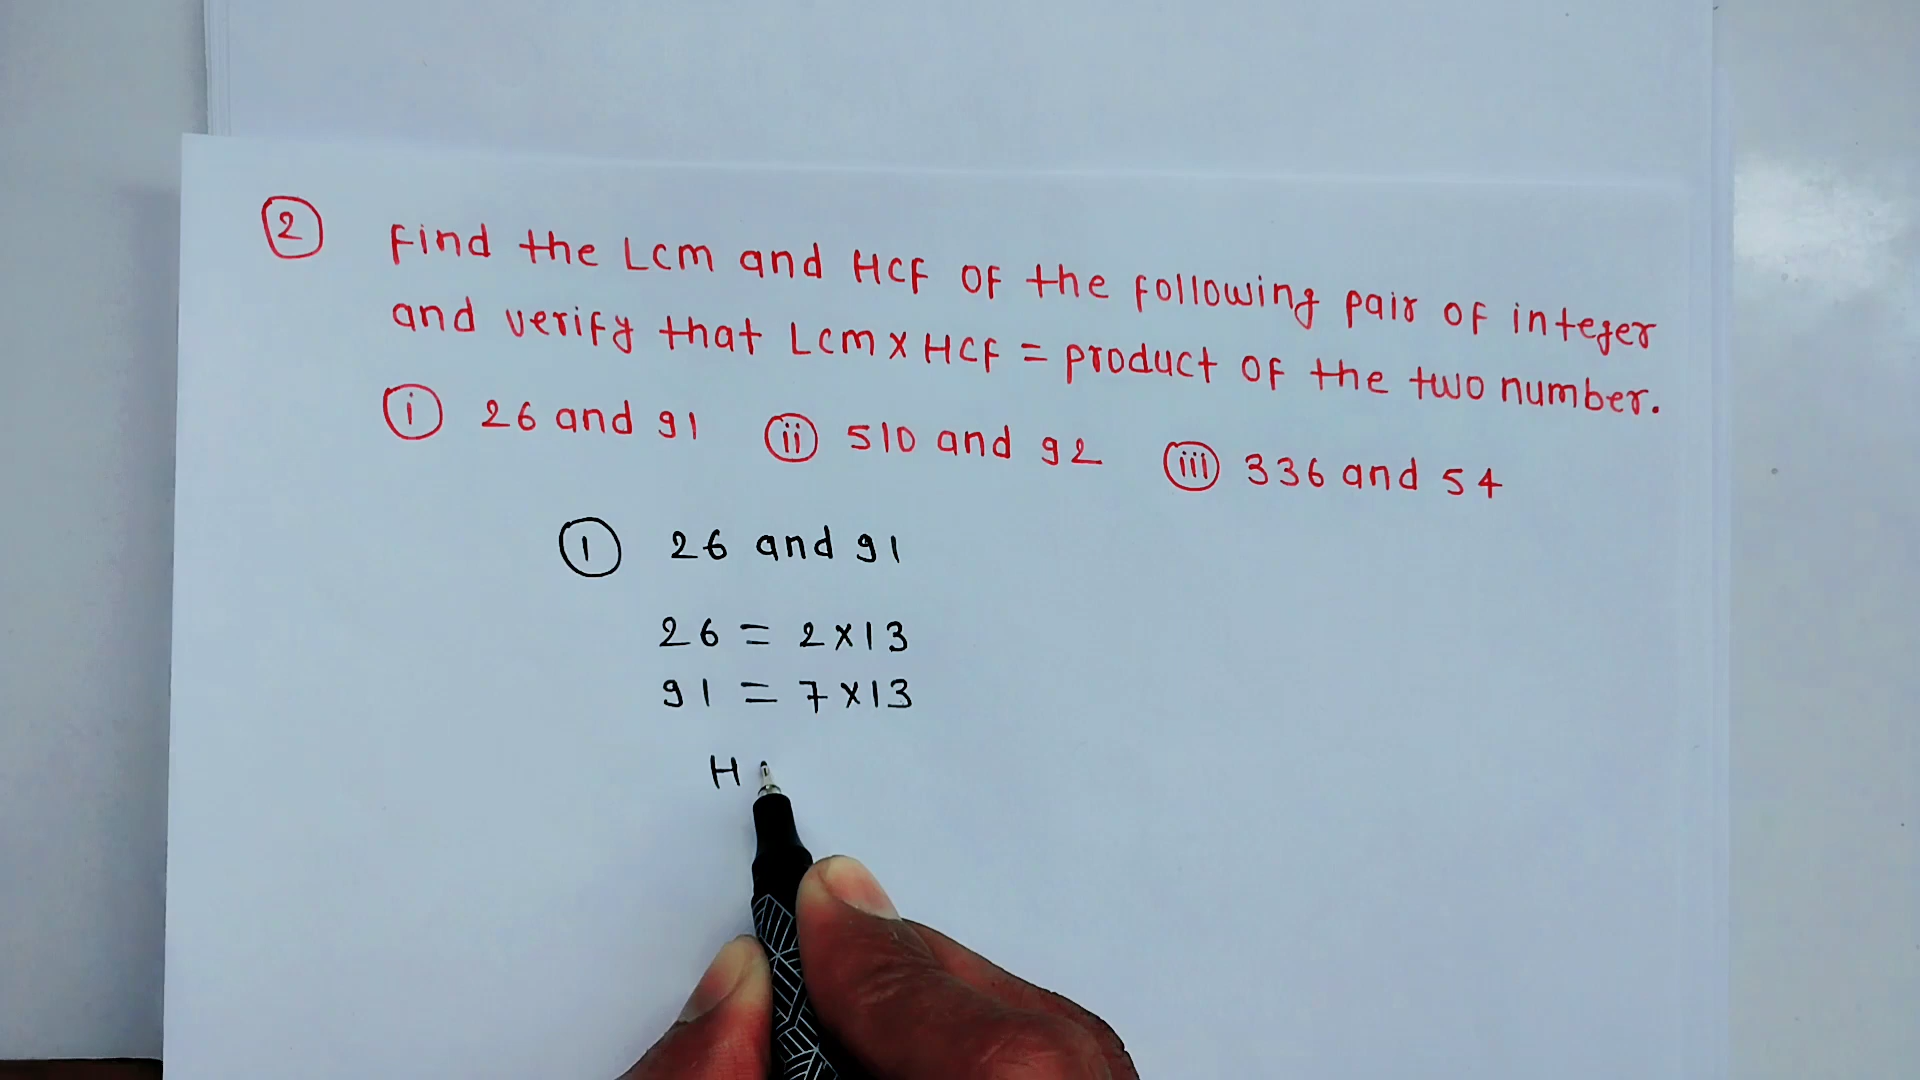 2 Find the Lcm and HCF OF the following pair OF integer
and verify that Lcm x HCF = product OF the two number.
i 26 and 91 ii 510 and 92 iii 336 and 54
1 26 and 91
26 = 2x13
91 = 7x13
H